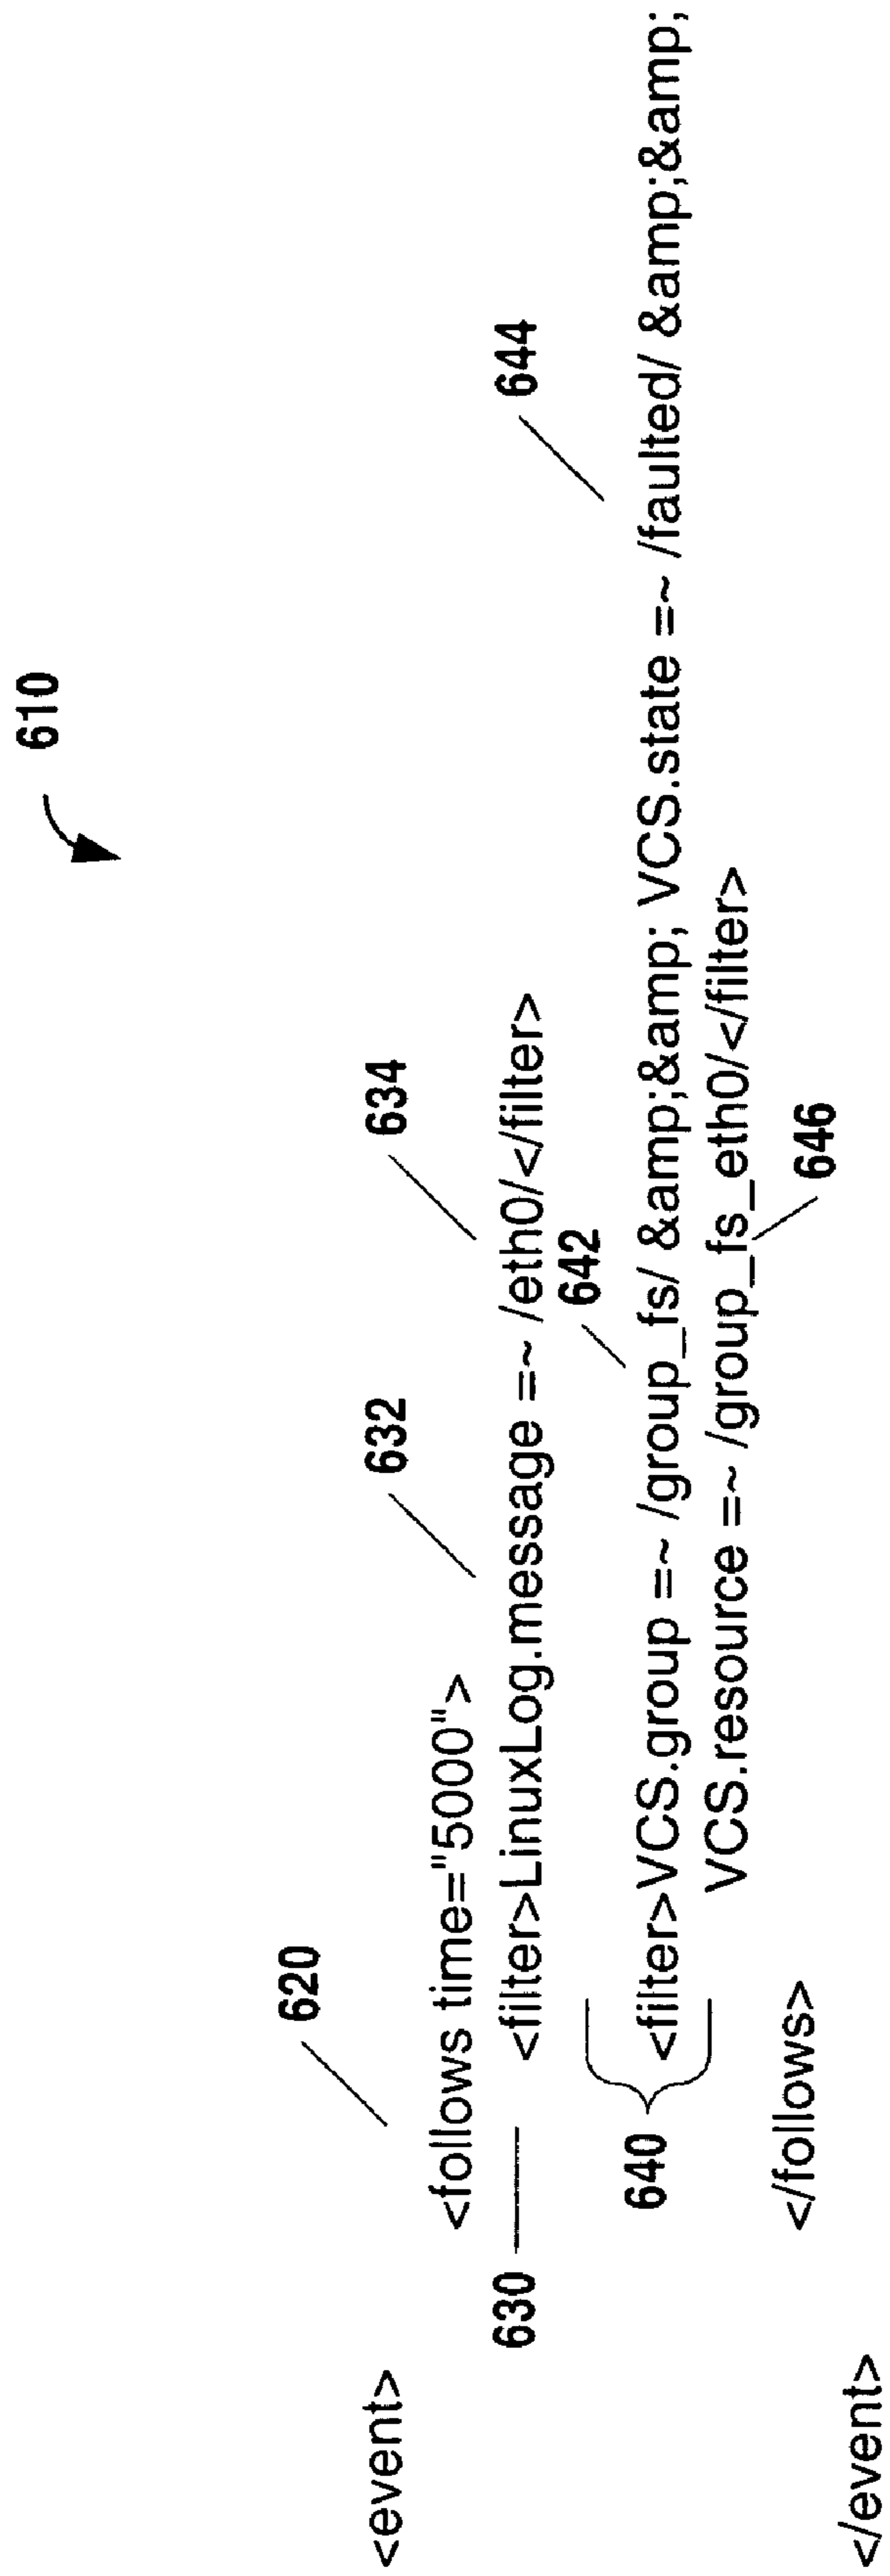 610
<event>
620
<follows time="5000">
632
634
630
<filter>LinuxLog.message =~ /eth0/</filter>
642
644
640
<filter>VCS.group =~ /group_fs/ &amp;&amp; VCS.state =~ /faulted/ &amp;&amp;
VCS.resource =~ /group_fs_eth0/</filter>
646
</follows>
</event>